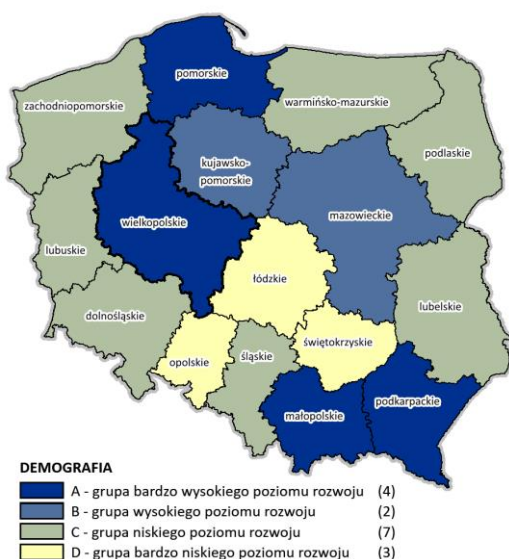 pomorskie
zachodniopomorskie
warmińsko-mazurskie
podlaskie
kujawsko-
pomorskie
mazowieckie
wielkopolskie
lubuskie
łódzkie
lubelskie
dolnośląskie
świętokrzyskie
opolskie
śląskie
podkarpackie
małopolskie
DEMOGRAFIA
A - grupa bardzo wysokiego poziomu rozwoju (4)
B - grupa wysokiego poziomu rozwoju (2)
C - grupa niskiego poziomu rozwoju (7)
D - grupa bardzo niskiego poziomu rozwoju (3)